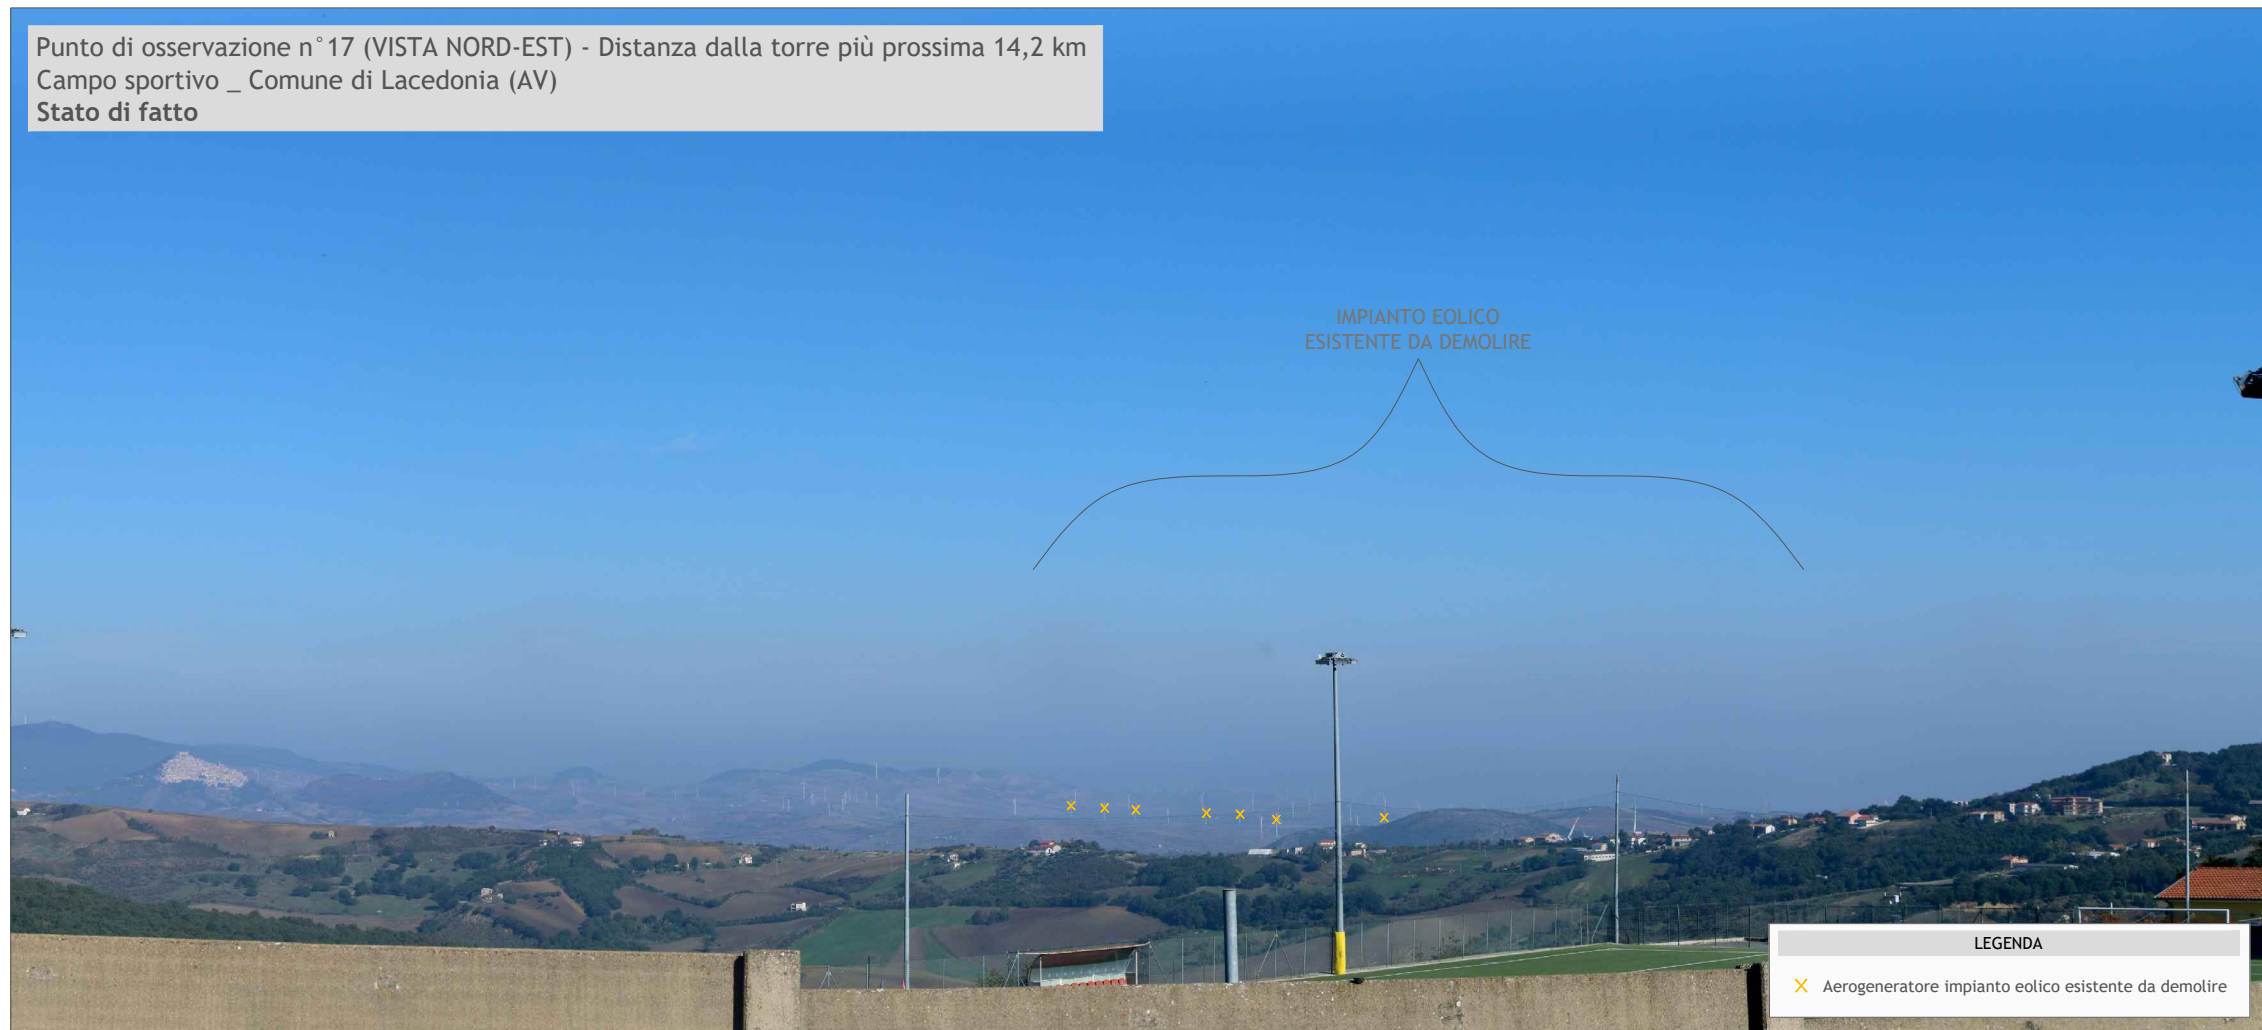 Punto di osservazione n°17 (VISTA NORD-EST) - Distanza dalla torre più prossima 14,2 km
Campo sportivo _ Comune di Lacedonia (AV)
Stato di fatto
IMPIANTO EOLICO
ESISTENTE DA DEMOLIRE
LEGENDA
Aerogeneratore impianto eolico esistente da demolire